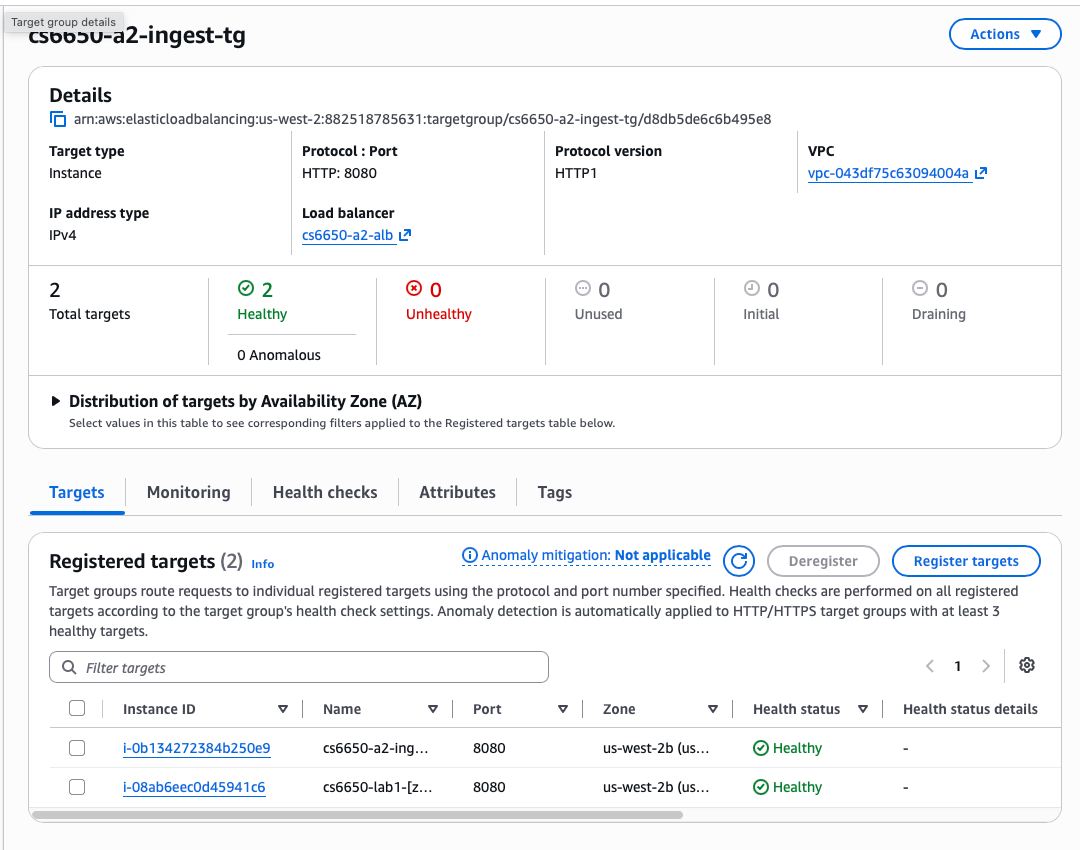 Target group details
cs6650-a2-ingest-tg
Actions
Details
arn:aws:elasticloadbalancing:us-west-2:882518785631:targetgroup/cs6650-a2-ingest-tg/d8db5de6c6b495e8
Target type
Instance
Protocol : Port
HTTP: 8080
Protocol version
HTTP1
VPC
vpc-043df75c63094004a
IP address type
IPv4
Load balancer
cs6650-a2-alb
2
Total targets
2
Healthy
0 Anomalous
0
Unhealthy
0
Unused
0
Initial
0
Draining
Distribution of targets by Availability Zone (AZ)
Select values in this table to see corresponding filters applied to the Registered targets table below.
Targets Monitoring Health checks Attributes Tags
Registered targets (2) Info
Anomaly mitigation: Not applicable
Deregister
Register targets
Target groups route requests to individual registered targets using the protocol and port number specified. Health checks are performed on all registered
targets according to the target group's health check settings. Anomaly detection is automatically applied to HTTP/HTTPS target groups with at least 3
healthy targets.
Filter targets
1
Instance ID Name Port Zone Health status Health status details
i-0b134272384b250e9 cs6650-a2-ing... 8080 us-west-2b (us... Healthy -
i-08ab6eec0d45941c6 cs6650-lab1-[z... 8080 us-west-2b (us... Healthy -